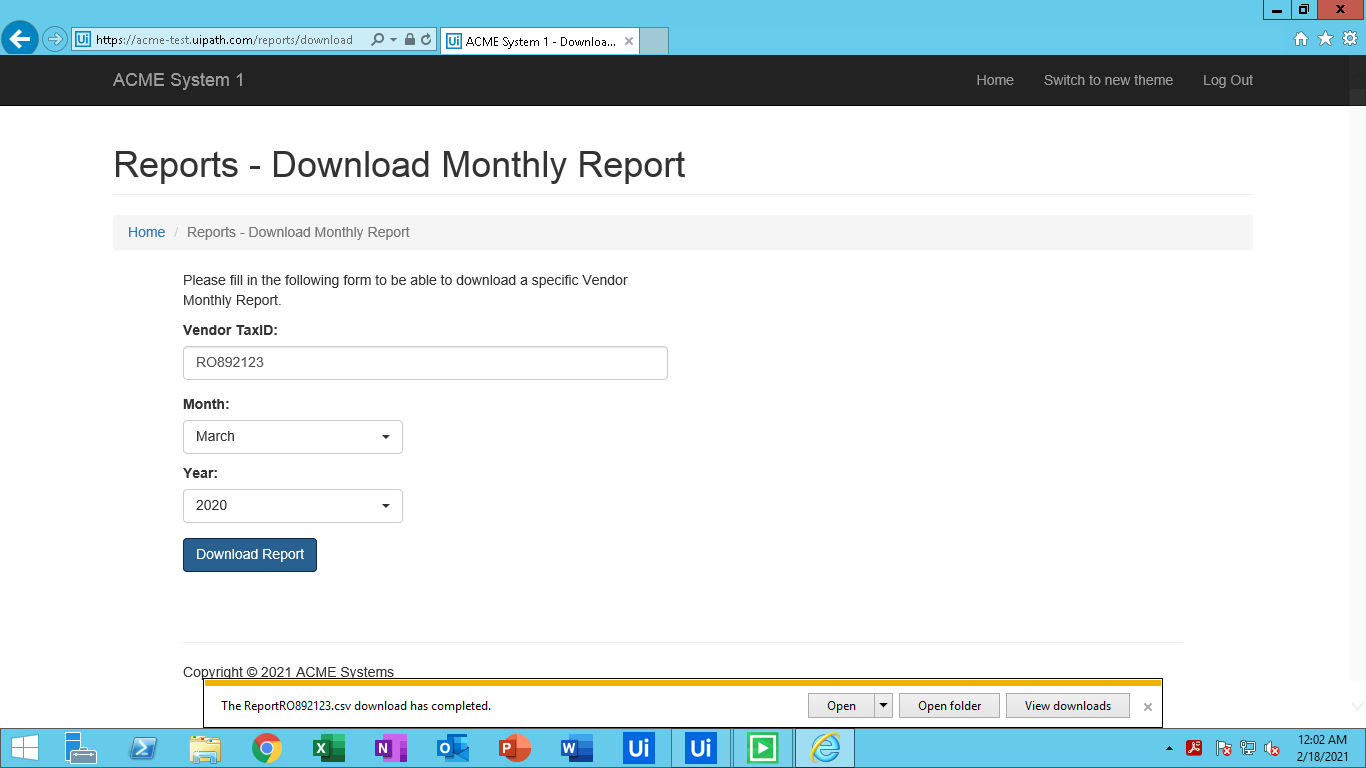 https://acme-test.uipath.com/reports/download
Ui ACME System 1 - Downloa...
ACME System 1
Home
Switch to new theme
Log Out
Reports - Download Monthly Report
Home / Reports - Download Monthly Report
Please fill in the following form to be able to download a specific Vendor
Monthly Report.
Vendor TaxID:
RO892123
Month:
March
Year:
2020
Download Report
Copyright © 2021 ACME Systems
The ReportRO892123.csv download has completed.
Open
Open folder
View downloads
Ui
Ui
12:02 AM
2/18/2021